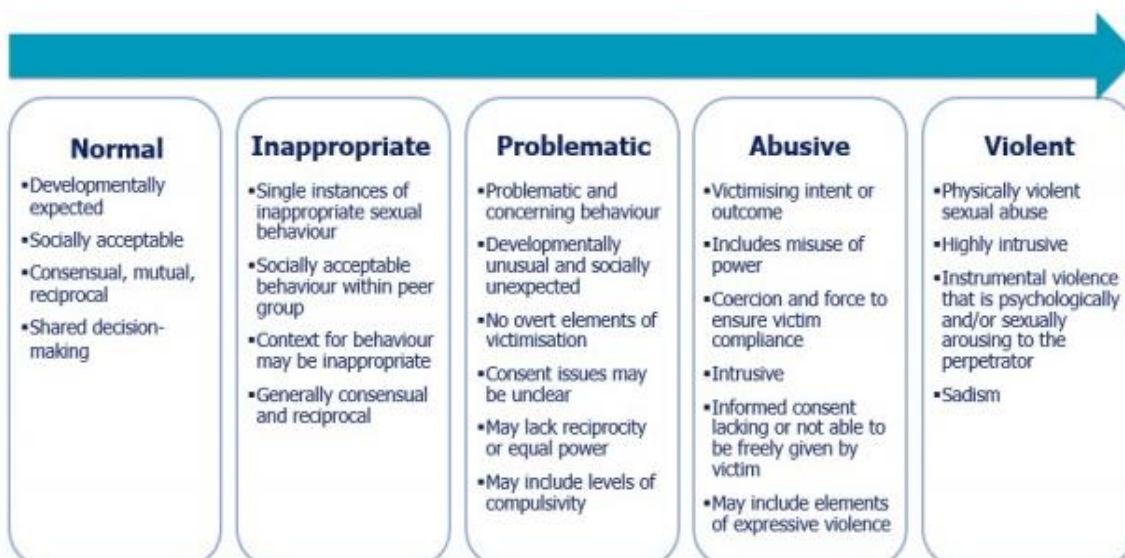 Normal
▪Developmentally
expected
▪Socially acceptable
▪Consensual, mutual,
reciprocal
▪Shared decision-
making
Inappropriate
▪Single instances of
inappropriate sexual
behaviour
▪Socially acceptable
behaviour within peer
group
▪Context for behaviour
may be inappropriate
▪Generally consensual
and reciprocal
Problematic
▪Problematic and
concerning behaviour
▪Developmentally
unusual and socially
unexpected
▪No overt elements of
victimisation
▪Consent issues may
be unclear
▪May lack reciprocity
or equal power
▪May include levels of
compulsivity
Abusive
▪Victimising intent or
outcome
▪Includes misuse of
power
▪Coercion and force to
ensure victim
compliance
▪Intrusive
▪Informed consent
lacking or not able to
be freely given by
victim
▪May include elements
of expressive violence
Violent
▪Physically violent
sexual abuse
▪Highly intrusive
▪Instrumental violence
that is psychologically
and/or sexually
arousing to the
perpetrator
▪Sadism